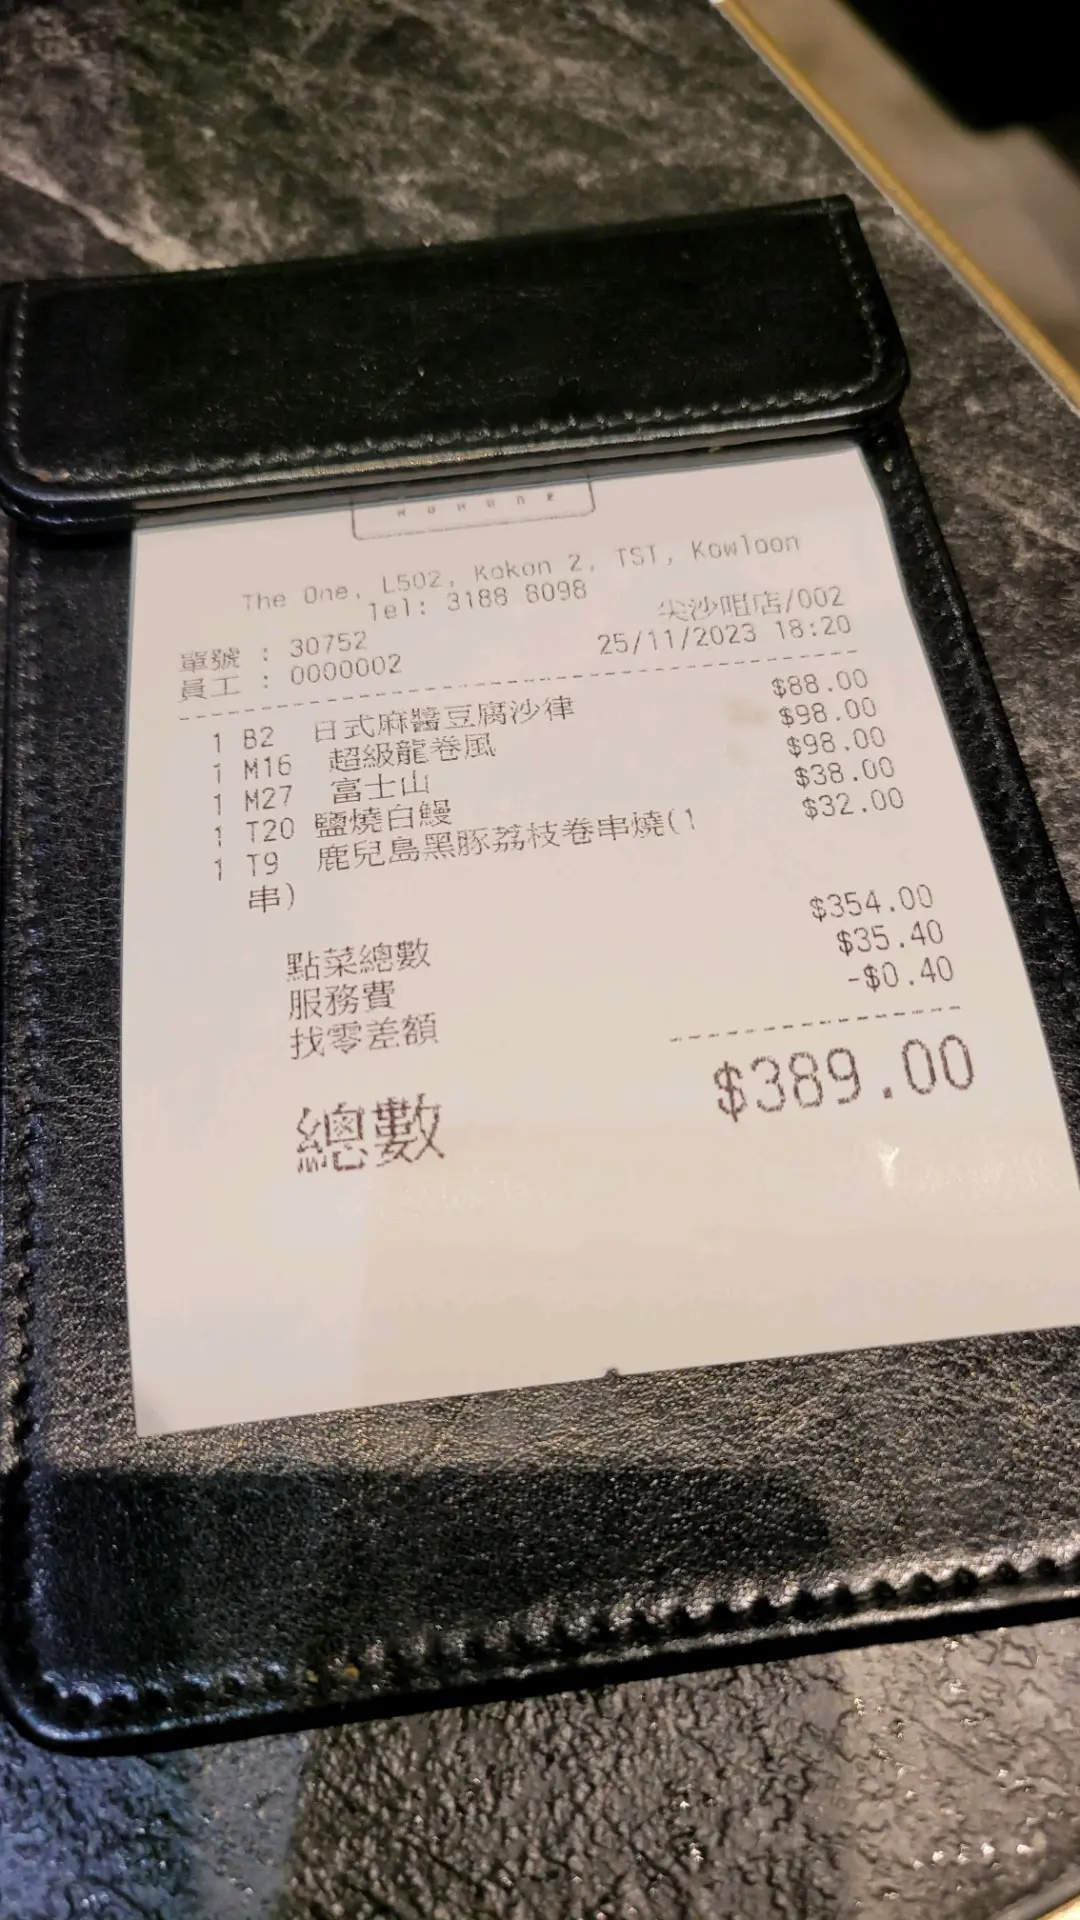 The One, L502, Kokon 2, TST, Kowloon
Tel: 3188 8098
尖沙咀店/002
單號 : 30752
25/11/2023 18:20
員工 : 0000002
1 B2 日式麻醬豆腐沙律 $88.00
1 M16 超級龍卷風 $98.00
1 M27 富士山 $98.00
1 T20 鹽燒白鰻 $38.00
1 T9 鹿兒島黑豚荔枝卷串燒(1 $32.00
串)
點菜總數 $354.00
服務費 $35.40
找零差額 -$0.40
總數 $389.00